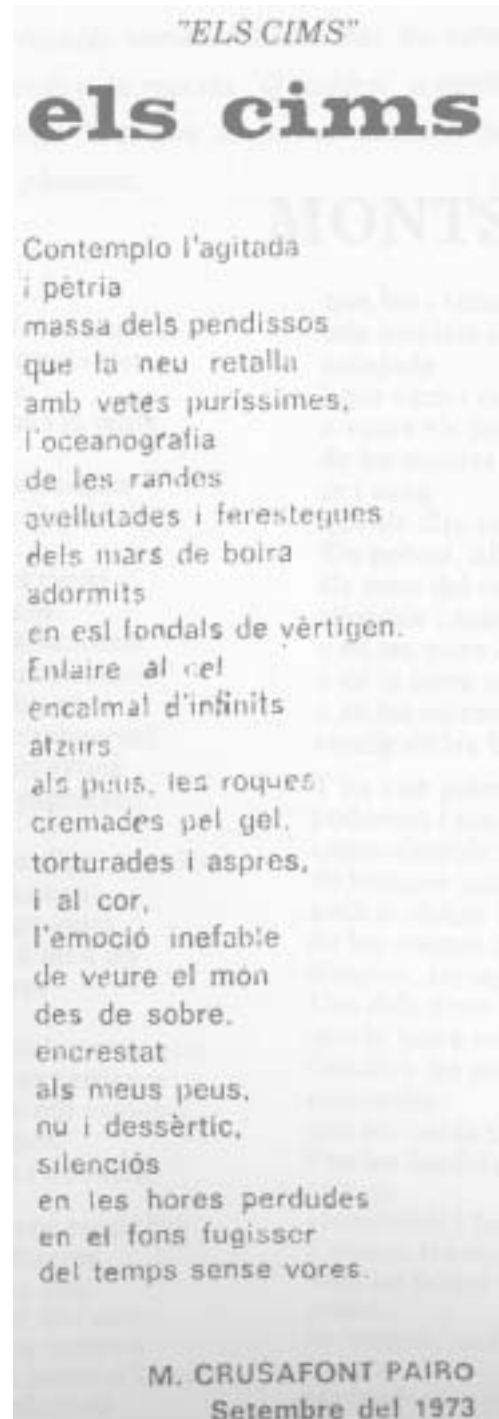 "ELS CIMS"
els cims
Contemplo l'agitada
i pètria
massa dels pendissos
que la neu retalla
amb vetes puríssimes,
l'oceanografia
de les randes
avellutades i ferestegues
dels mars de boira
adormits
en esl fondals de vèrtigen.
Enlaire al cel
encalmat d'infinits
atzurs
als peus, les roques
cremades pel gel,
torturades i aspres,
i al cor,
l'emoció inefable
de veure el món
des de sobre,
encrestat
als meus peus,
nu i dessèrtic,
silenciós
en les hores perdudes
en el fons fugisser
del temps sense vores.
M. CRUSAFONT PAIRO
Setembre del 1973
MONTS